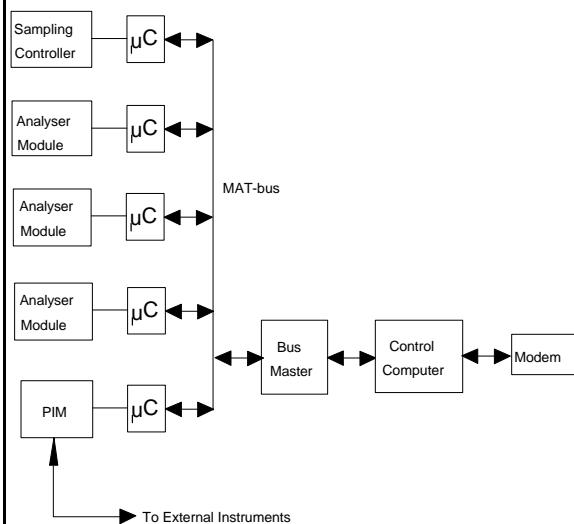 Sampling
Controller
µC
Analyser
Module
µC
MAT-bus
Analyser
Module
µC
Analyser
Module
µC
Bus
Master
Control
Computer
Modem
PIM
µC
To External Instruments